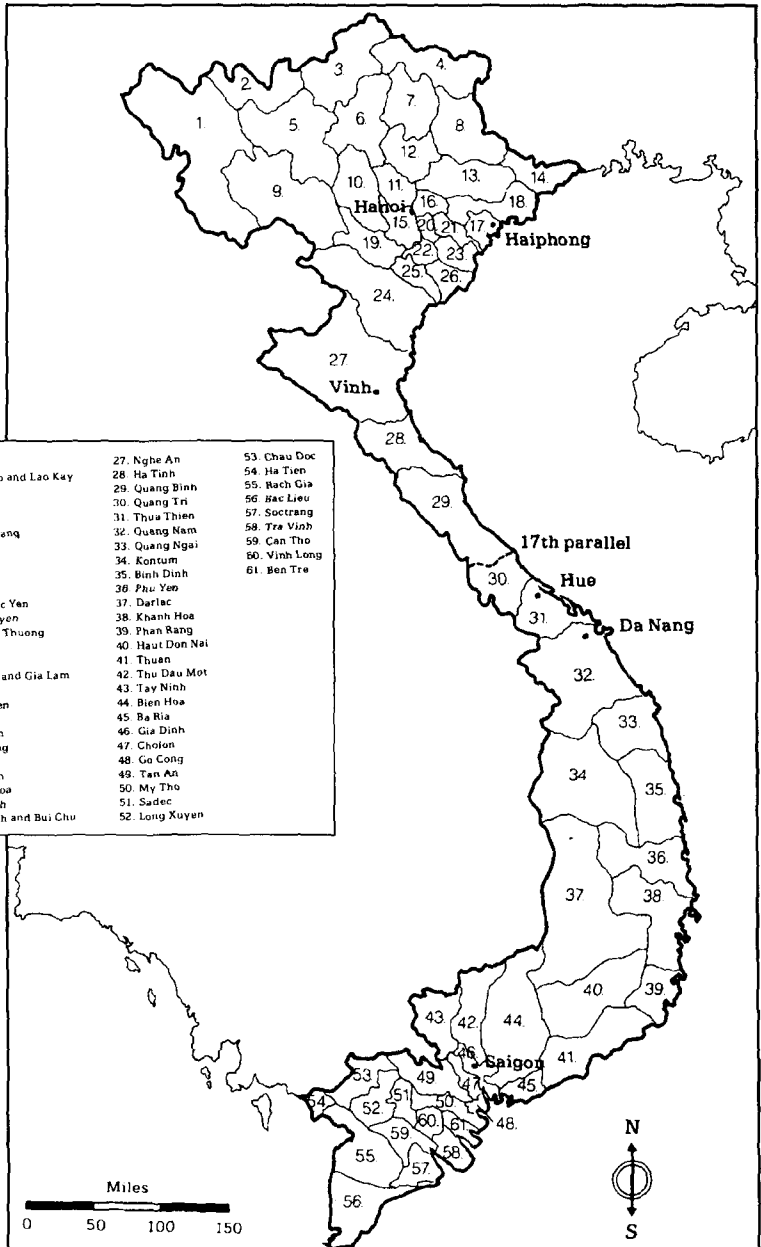 1.
2.
3.
4.
5.
6.
7.
8.
9.
10.
11.
12.
13.
14.
Hanoi
15.
16.
17.
18.
Haiphong
19.
20.
21.
22.
23.
24.
25.
26.
27.
Vinh
28.
29.
17th parallel
30.
Hue
31.
Da Nang
32.
33.
34.
35.
36.
37.
38.
39.
40.
41.
42.
43.
44.
45.
46.
Saigon
47.
48.
49.
50.
51.
52.
53.
54.
55.
56.
57.
58.
59.
60.
61.
and Lao Kay
ang
c Yen
yen
Thuong
and Gia Lam
en
n
g
n
oa
h
h and Bui Chu
27. Nghe An
28. Ha Tinh
29. Quang Binh
30. Quang Tri
31. Thua Thien
32. Quang Nam
33. Quang Ngai
34. Kontum
35. Binh Dinh
36. Phu Yen
37. Darlac
38. Khanh Hoa
39. Phan Rang
40. Haut Don Nai
41. Thuan
42. Thu Dau Mot
43. Tay Ninh
44. Bien Hoa
45. Ba Ria
46. Gia Dinh
47. Cholon
48. Go Cong
49. Tan An
50. My Tho
51. Sadec
52. Long Xuyen
53. Chau Doc
54. Ha Tien
55. Rach Gia
56. Bac Lieu
57. Soctrang
58. Tra Vinh
59. Can Tho
60. Vinh Long
61. Ben Tre
Miles
0 50 100 150
N
S